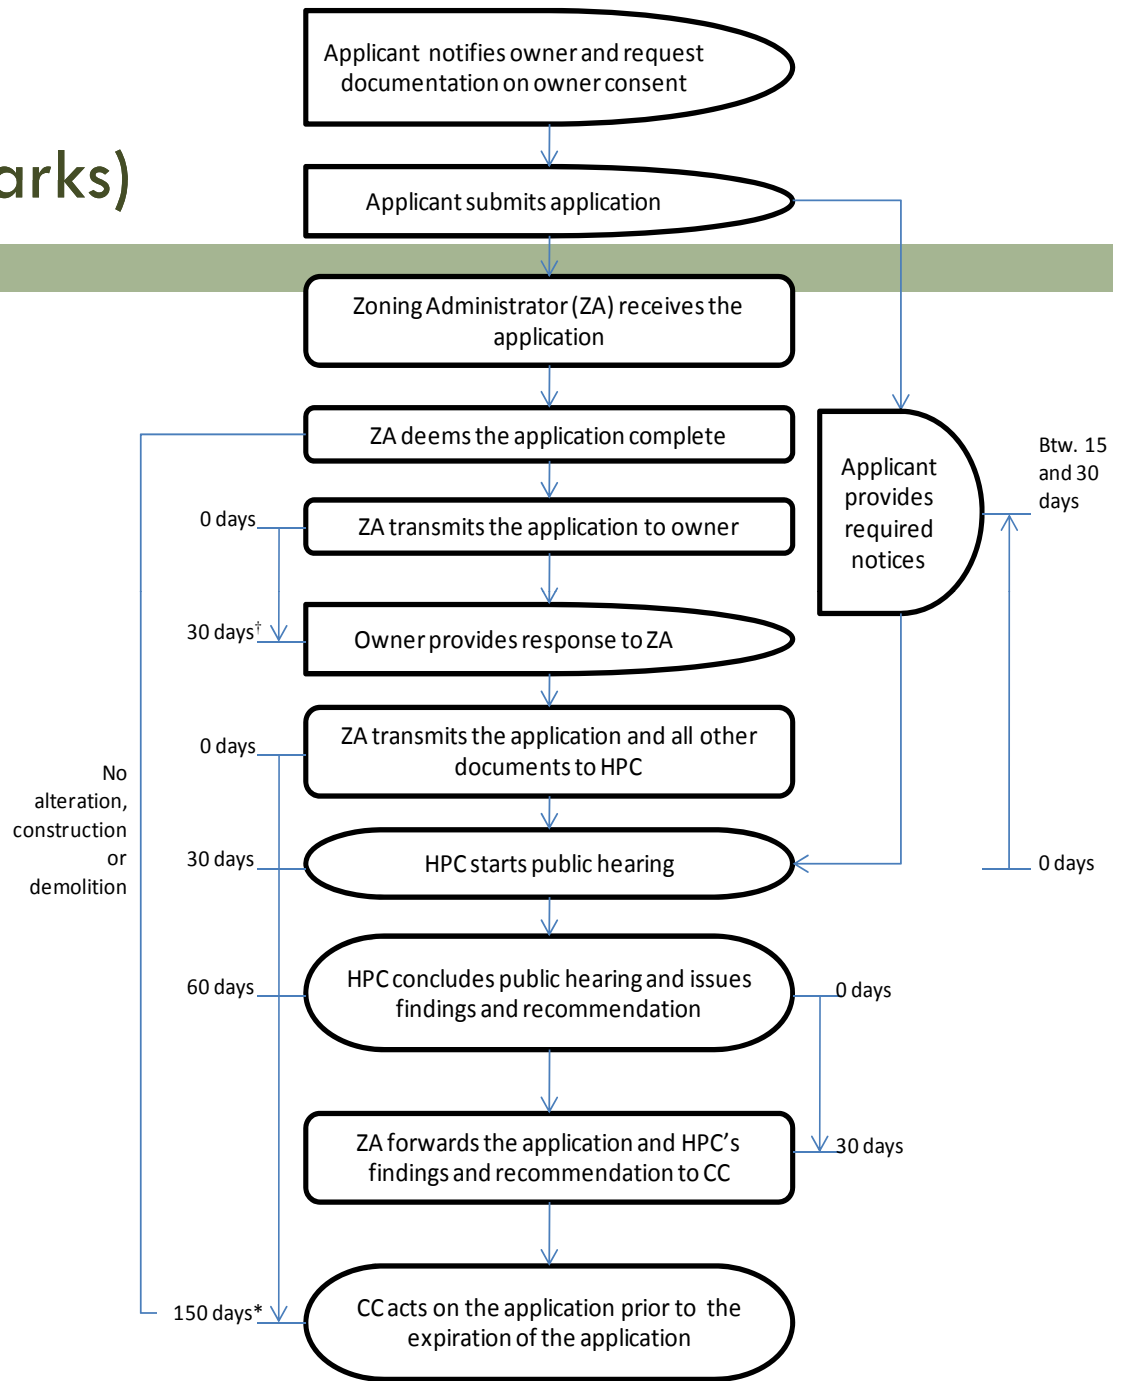 Applicant notifies owner and request
documentation on owner consent
arks)
Applicant submits application
Zoning Administrator (ZA) receives the
application
ZA deems the application complete
Applicant
provides
required
notices
Btw. 15
and 30
days
0 days
ZA transmits the application to owner
30 days†
Owner provides response to ZA
0 days
ZA transmits the application and all other
documents to HPC
No
alteration,
construction
or
demolition
30 days
HPC starts public hearing
0 days
60 days
HPC concludes public hearing and issues
findings and recommendation
0 days
ZA forwards the application and HPC's
findings and recommendation to CC
30 days
150 days*
CC acts on the application prior to the
expiration of the application